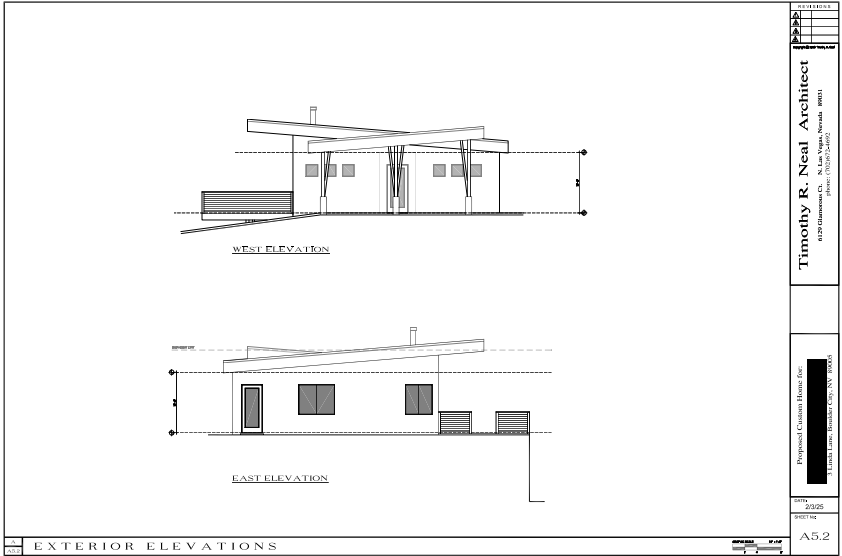 REVISIONS
Timothy R. Neal Architect
6129 Glamorous Ct. N. Las Vegas, Nevada 89031
phone: (702)672-4692
WEST ELEVATION
EAST ELEVATION
Proposed Custom Home for:
3 Linda Lane, Boulder City, NV 89005
DATE:
2/3/25
SHEET No:
A5.2
A
A5.2
EXTERIOR ELEVATIONS